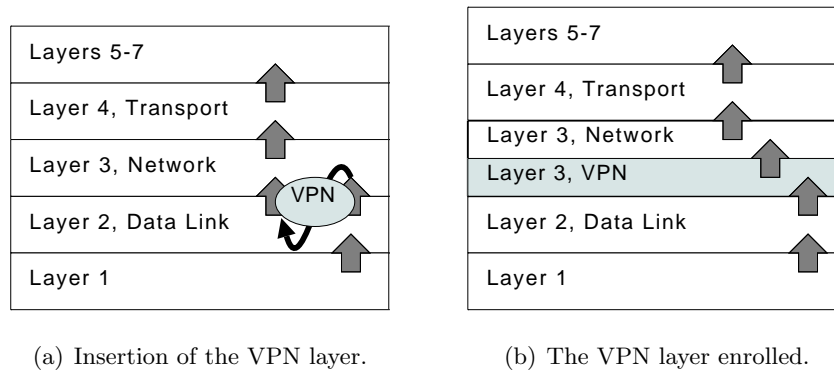 Layers 5-7
Layer 4, Transport
Layer 3, Network
VPN
Layer 2, Data Link
Layer 1
(a) Insertion of the VPN layer.
Layers 5-7
Layer 4, Transport
Layer 3, Network
Layer 3, VPN
Layer 2, Data Link
Layer 1
(b) The VPN layer enrolled.